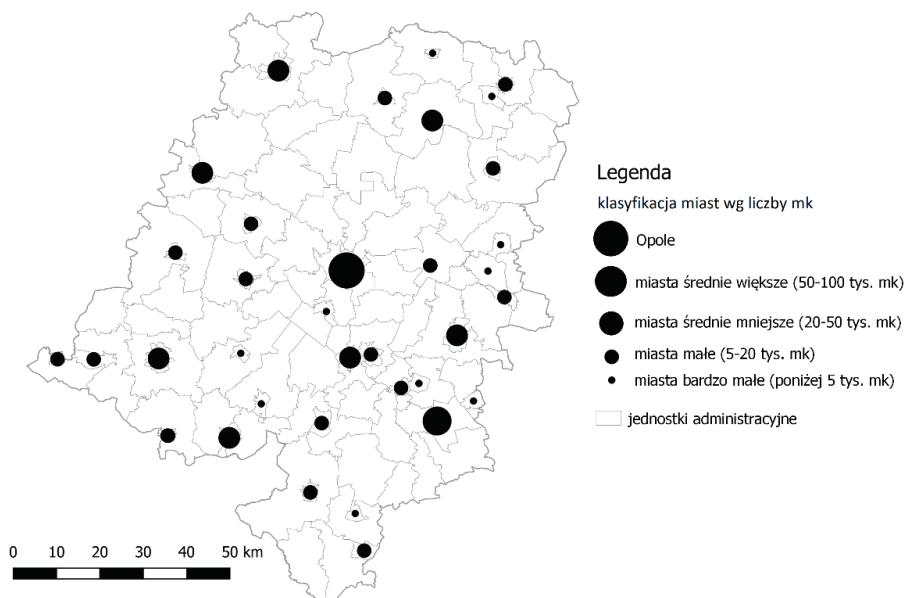 Legenda
klasyfikacja miast wg liczby mk
Opole
miasta średnie większe (50-100 tys. mk)
miasta średnie mniejsze (20-50 tys. mk)
miasta małe (5-20 tys. mk)
miasta bardzo małe (poniżej 5 tys. mk)
jednostki administracyjne
0 10 20 30 40 50 km